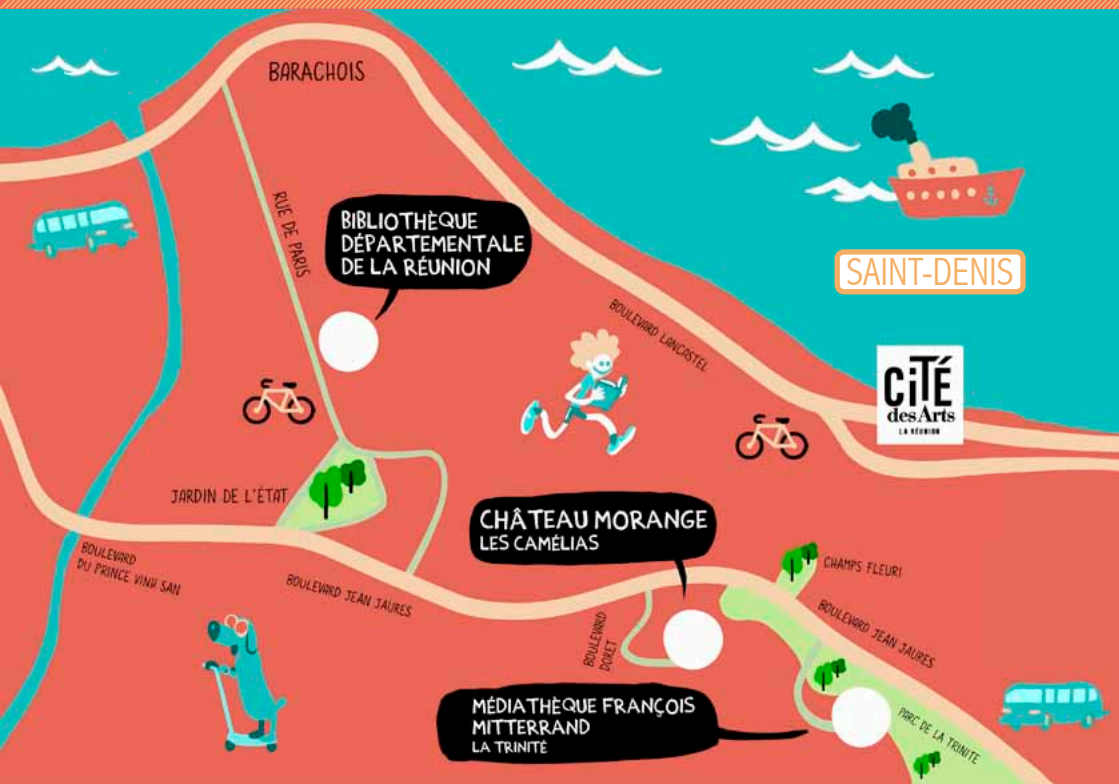 BARACHOIS
RUE DE PARIS
BIBLIOTHÈQUE
DÉPARTEMENTALE
DE LA RÉUNION
SAINT-DENIS
BOULEVARD LANCASTEL
CiTÉ
des Arts
LA RÉUNION
JARDIN DE L'ÉTAT
CHÂTEAU MORANGE
LES CAMÉLIAS
BOULEVARD
DU PRINCE VINH SAN
BOULEVARD JEAN JAURES
CHAMPS FLEURI
BOULEVARD
DORET
BOULEVARD JEAN JAURES
MÉDIATHÈQUE FRANÇOIS
MITTERRAND
LA TRINITÉ
PARC DE LA TRINITE